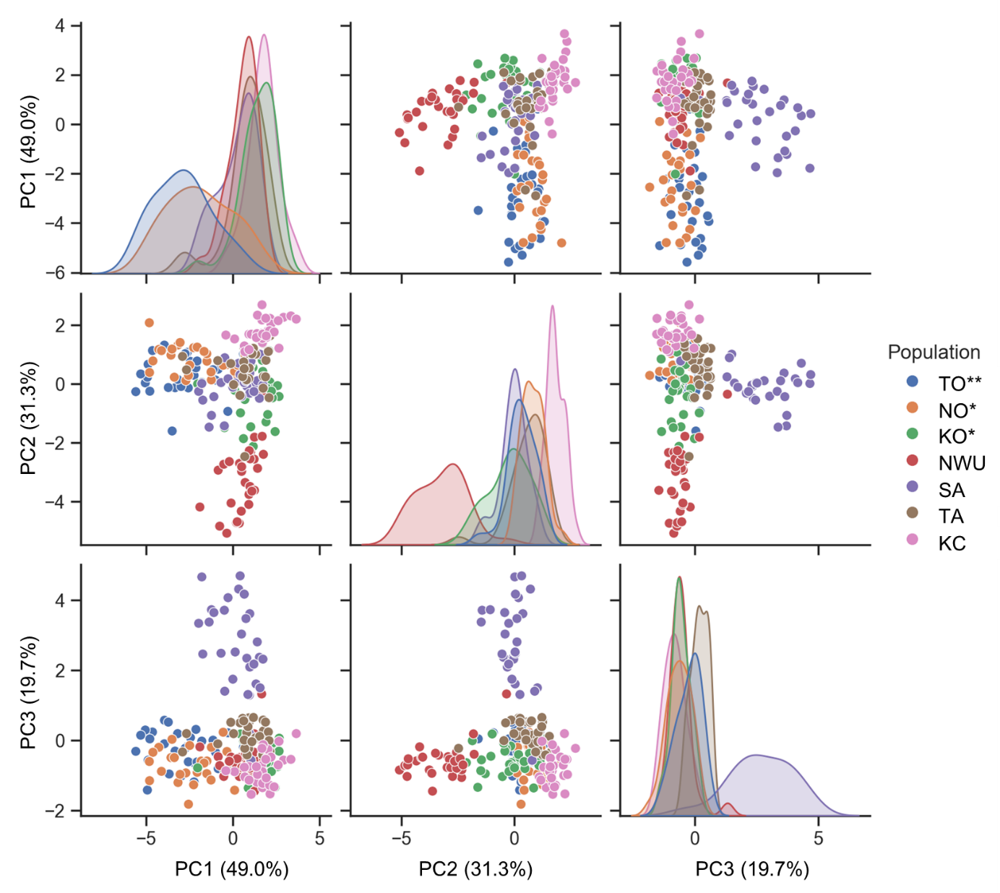 4
2
0
−2
−4
−6
PC1 (49.0%)
2
0
−2
−4
PC2 (31.3%)
4
2
0
−2
PC3 (19.7%)
−5 0 5
−5 0
0 5
PC1 (49.0%)
PC2 (31.3%)
PC3 (19.7%)
Population
TO**
NO*
KO*
NWU
SA
TA
KC